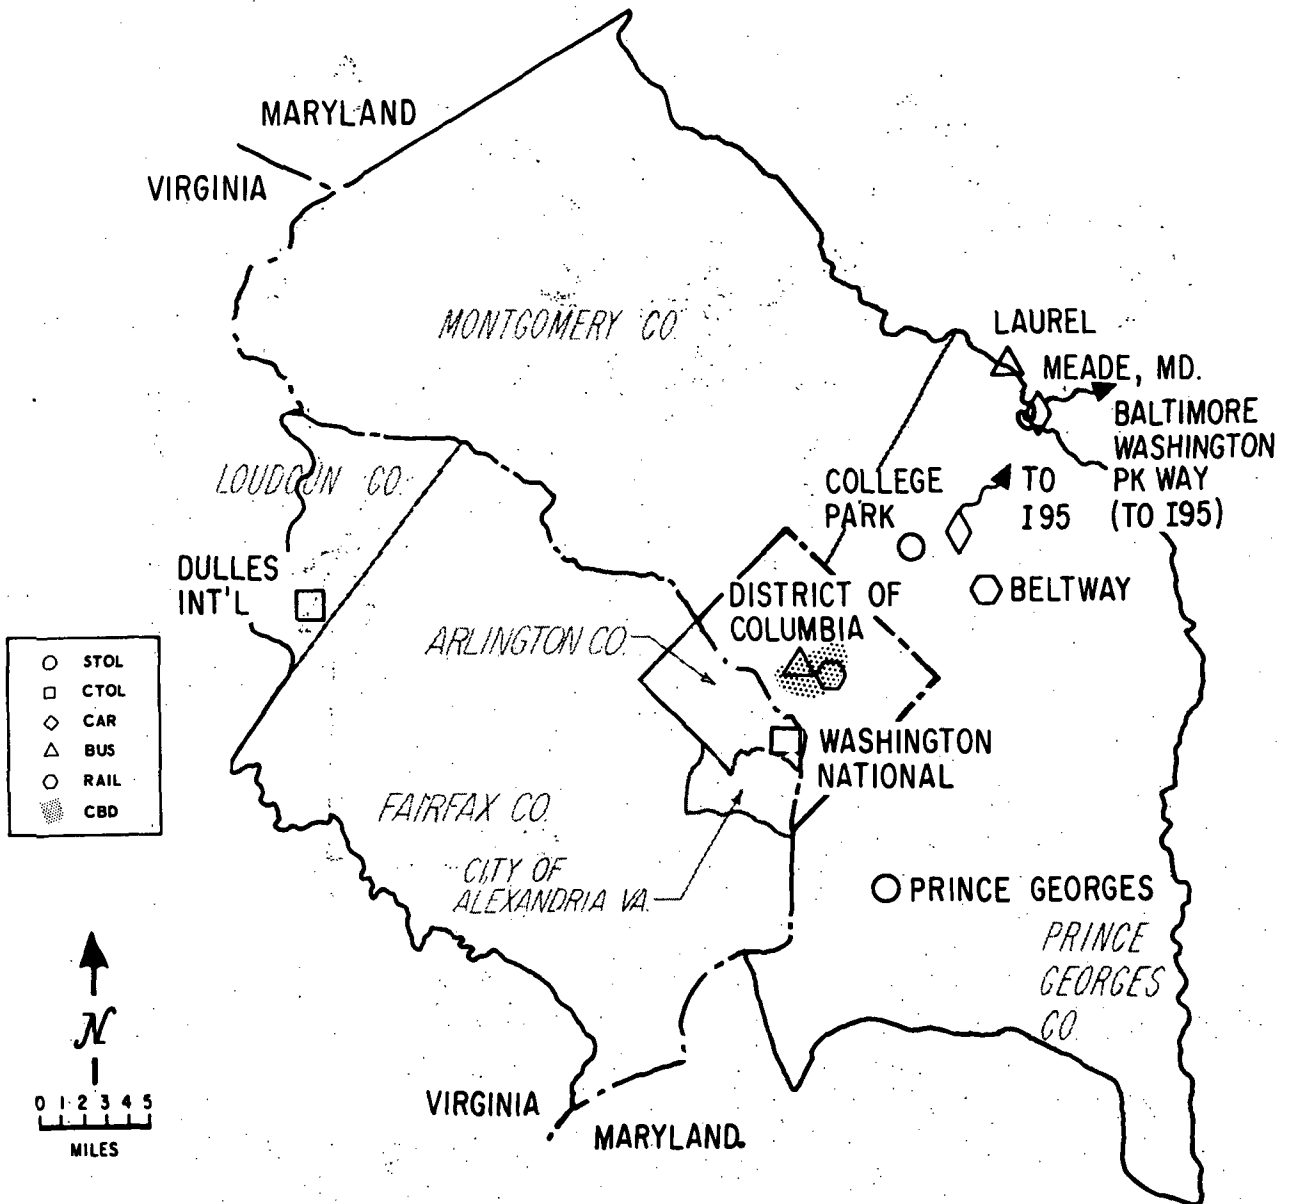 MARYLAND
VIRGINIA
MONTGOMERY CO.
LAUREL
MEADE, MD.
BALTIMORE
WASHINGTON
PK WAY
(TO I95)
LOUDOUN CO.
COLLEGE
PARK
TO
I95
DULLES
INT'L
DISTRICT OF
COLUMBIA
BELTWAY
ARLINGTON CO.
STOL
CTOL
CAR
BUS
RAIL
CBD
WASHINGTON
NATIONAL
FAIRFAX CO.
CITY OF
ALEXANDRIA VA.
PRINCE GEORGES
PRINCE
GEORGES
CO.
N
0 1 2 3 4 5
MILES
VIRGINIA
MARYLAND.